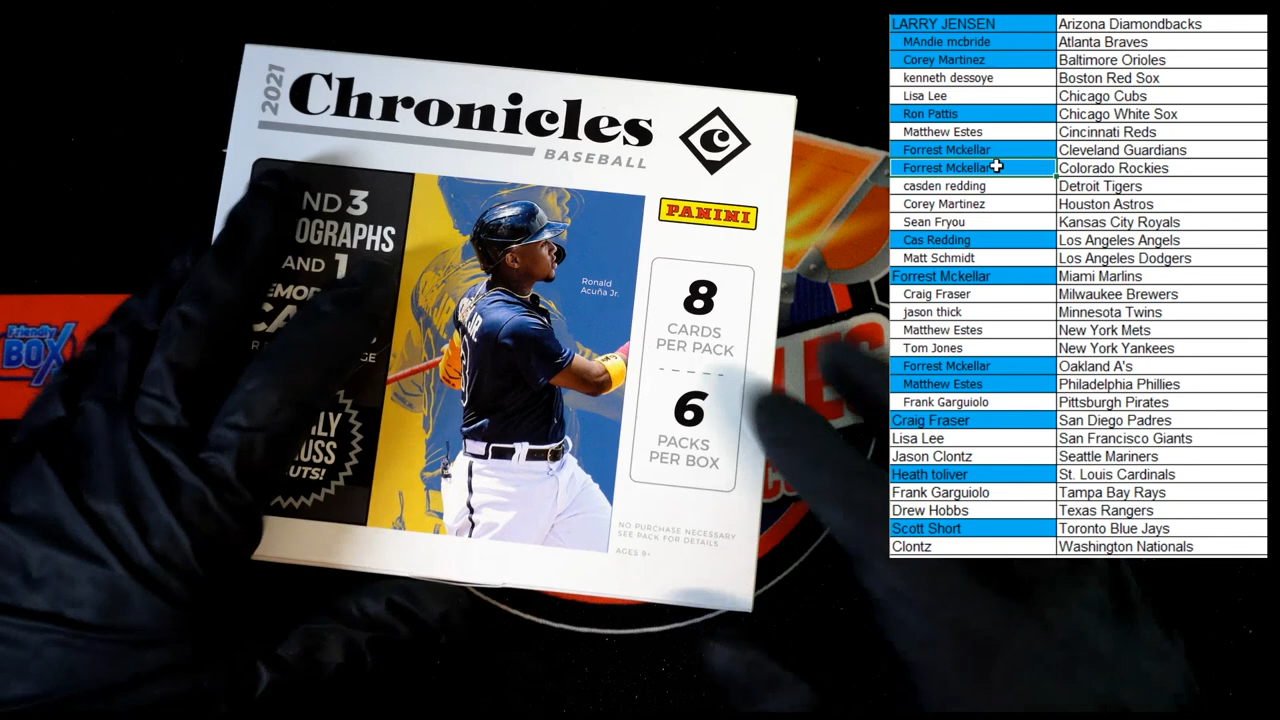 2021
Chronicles
BASEBALL
C
ND 3
OGRAPHS
AND 1
EMOR
CA
GE
ILY
USS
UTS!
Ronald
Acuña Jr.
PANINI
8
CARDS
PER PACK
6
PACKS
PER BOX
NO PURCHASE NECESSARY
SEE PACK FOR DETAILS
AGES 9+
Friendly
BOX
LARRY JENSEN Arizona Diamondbacks
MAndie mcbride Atlanta Braves
Corey Martinez Baltimore Orioles
kenneth dessoye Boston Red Sox
Lisa Lee Chicago Cubs
Ron Pattis Chicago White Sox
Matthew Estes Cincinnati Reds
Forrest Mckellar Cleveland Guardians
Forrest Mckellar Colorado Rockies
casden redding Detroit Tigers
Corey Martinez Houston Astros
Sean Fryou Kansas City Royals
Cas Redding Los Angeles Angels
Matt Schmidt Los Angeles Dodgers
Forrest Mckellar Miami Marlins
Craig Fraser Milwaukee Brewers
jason thick Minnesota Twins
Matthew Estes New York Mets
Tom Jones New York Yankees
Forrest Mckellar Oakland A's
Matthew Estes Philadelphia Phillies
Frank Garguiolo Pittsburgh Pirates
Craig Fraser San Diego Padres
Lisa Lee San Francisco Giants
Jason Clontz Seattle Mariners
Heath toliver St. Louis Cardinals
Frank Garguiolo Tampa Bay Rays
Drew Hobbs Texas Rangers
Scott Short Toronto Blue Jays
Clontz Washington Nationals